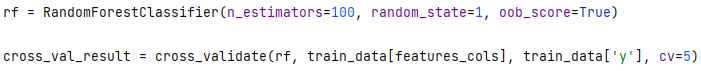 rf = RandomForestClassifier(n_estimators=100, random_state=1, oob_score=True)
cross_val_result = cross_validate(rf, train_data[features_cols], train_data['y'], cv=5)